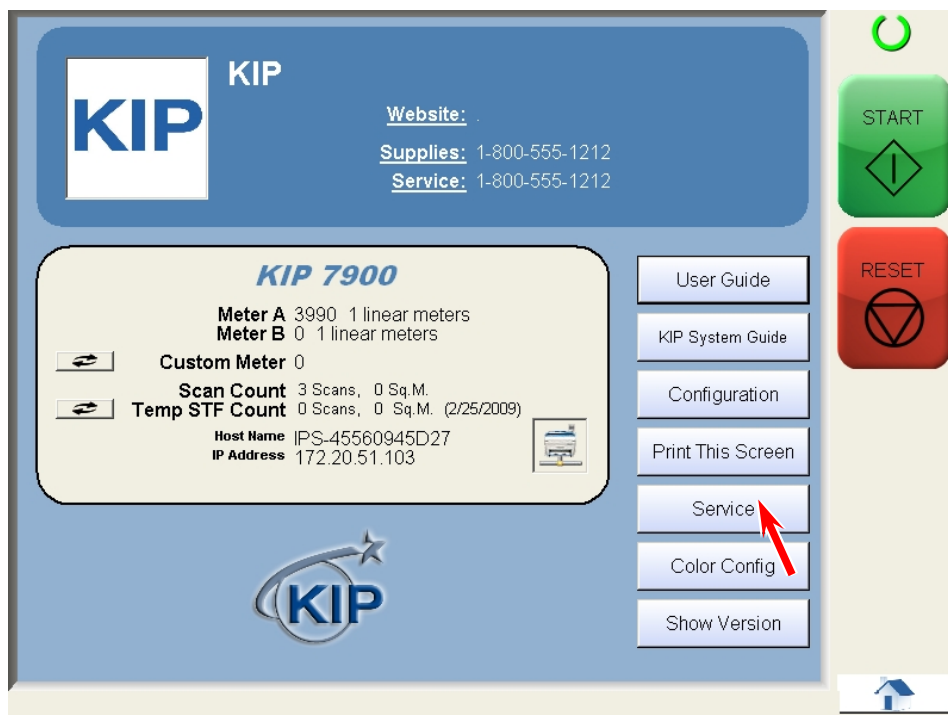 KIP
KIP
Website: .
Supplies: 1-800-555-1212
Service: 1-800-555-1212
KIP 7900
Meter A 3990 1 linear meters
Meter B 0 1 linear meters
Custom Meter 0
Scan Count 3 Scans, 0 Sq.M.
Temp STF Count 0 Scans, 0 Sq.M. (2/25/2009)
Host Name IPS-45560945D27
IP Address 172.20.51.103
KIP
User Guide
KIP System Guide
Configuration
Print This Screen
Service
Color Config
Show Version
START
RESET